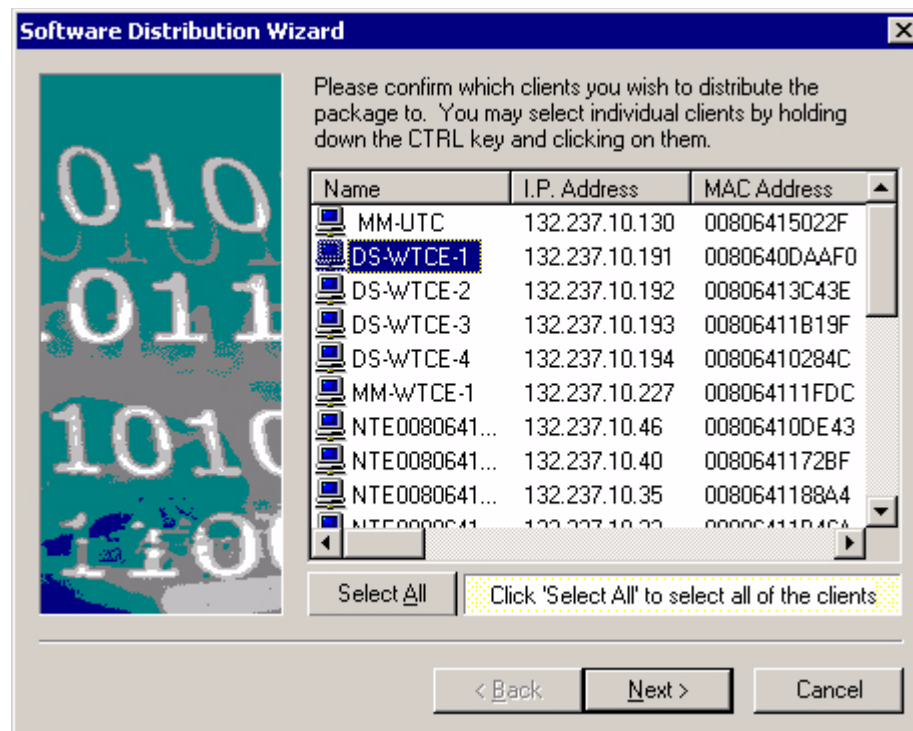 Software Distribution Wizard
Please confirm which clients you wish to distribute the
package to. You may select individual clients by holding
down the CTRL key and clicking on them.
Name I.P. Address MAC Address
MM-UTC 132.237.10.130 00806415022F
DS-WTCE-1 132.237.10.191 0080640DAAF0
DS-WTCE-2 132.237.10.192 00806413C43E
DS-WTCE-3 132.237.10.193 00806411B19F
DS-WTCE-4 132.237.10.194 00806410284C
MM-WTCE-1 132.237.10.227 008064111FDC
NTE0080641... 132.237.10.46 00806410DE43
NTE0080641... 132.237.10.40 0080641172BF
NTE0080641... 132.237.10.35 0080641188A4
Select All Click 'Select All' to select all of the clients
< Back Next > Cancel
010
011
1010
1100